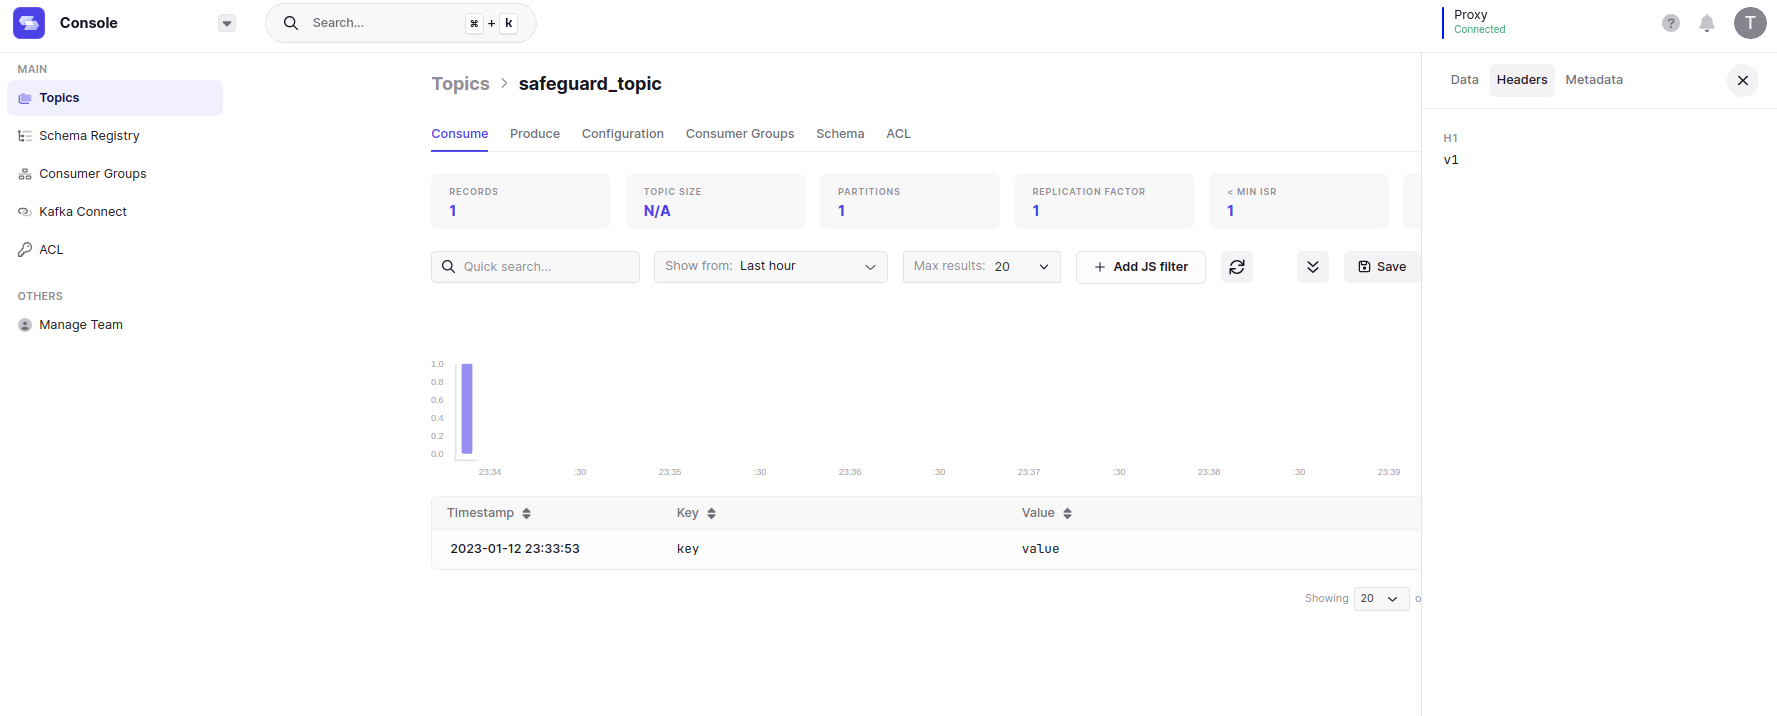 Console
Search...
⌘ + k
Proxy
Connected
?
T
MAIN
Topics
Schema Registry
Consumer Groups
Kafka Connect
ACL
OTHERS
Manage Team
Topics > safeguard_topic
Consume Produce Configuration Consumer Groups Schema ACL
RECORDS
1
TOPIC SIZE
N/A
PARTITIONS
1
REPLICATION FACTOR
1
< MIN ISR
1
Quick search...
Show from: Last hour
Max results: 20
+ Add JS filter
Save
1.0
0.8
0.6
0.4
0.2
0.0
23:34 :30 23:35 :30 23:36 :30 23:37 :30 23:38 :30 23:39
Timestamp Key Value
2023-01-12 23:33:53 key value
Showing 20 o
Data Headers Metadata
H1
v1